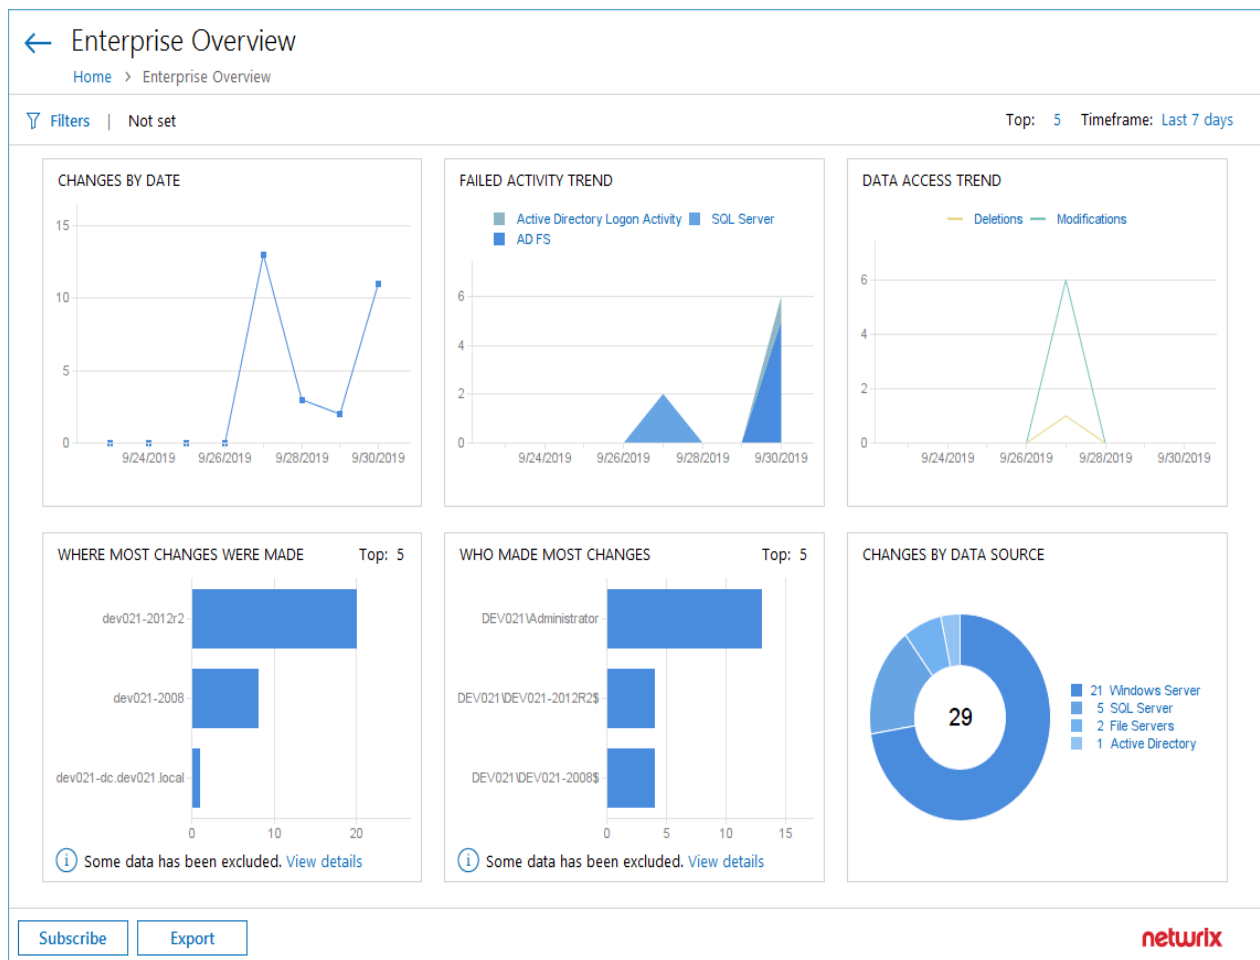 Enterprise Overview
Home > Enterprise Overview
Filters | Not set
Top: 5 Timeframe: Last 7 days
CHANGES BY DATE
15
10
5
0
9/24/2019 9/26/2019 9/28/2019 9/30/2019
FAILED ACTIVITY TREND
Active Directory Logon Activity SQL Server
AD FS
6
4
2
0
9/24/2019 9/26/2019 9/28/2019 9/30/2019
DATA ACCESS TREND
Deletions Modifications
6
4
2
0
9/24/2019 9/26/2019 9/28/2019 9/30/2019
WHERE MOST CHANGES WERE MADE Top: 5
dev021-2012r2
dev021-2008
dev021-dc.dev021.local
0 10 20
Some data has been excluded. View details
WHO MADE MOST CHANGES Top: 5
DEV021\Administrator
DEV021\DEV021-2012R2$
DEV021\DEV021-2008$
0 5 10 15
Some data has been excluded. View details
CHANGES BY DATA SOURCE
29
21 Windows Server
5 SQL Server
2 File Servers
1 Active Directory
Subscribe Export
netwrix